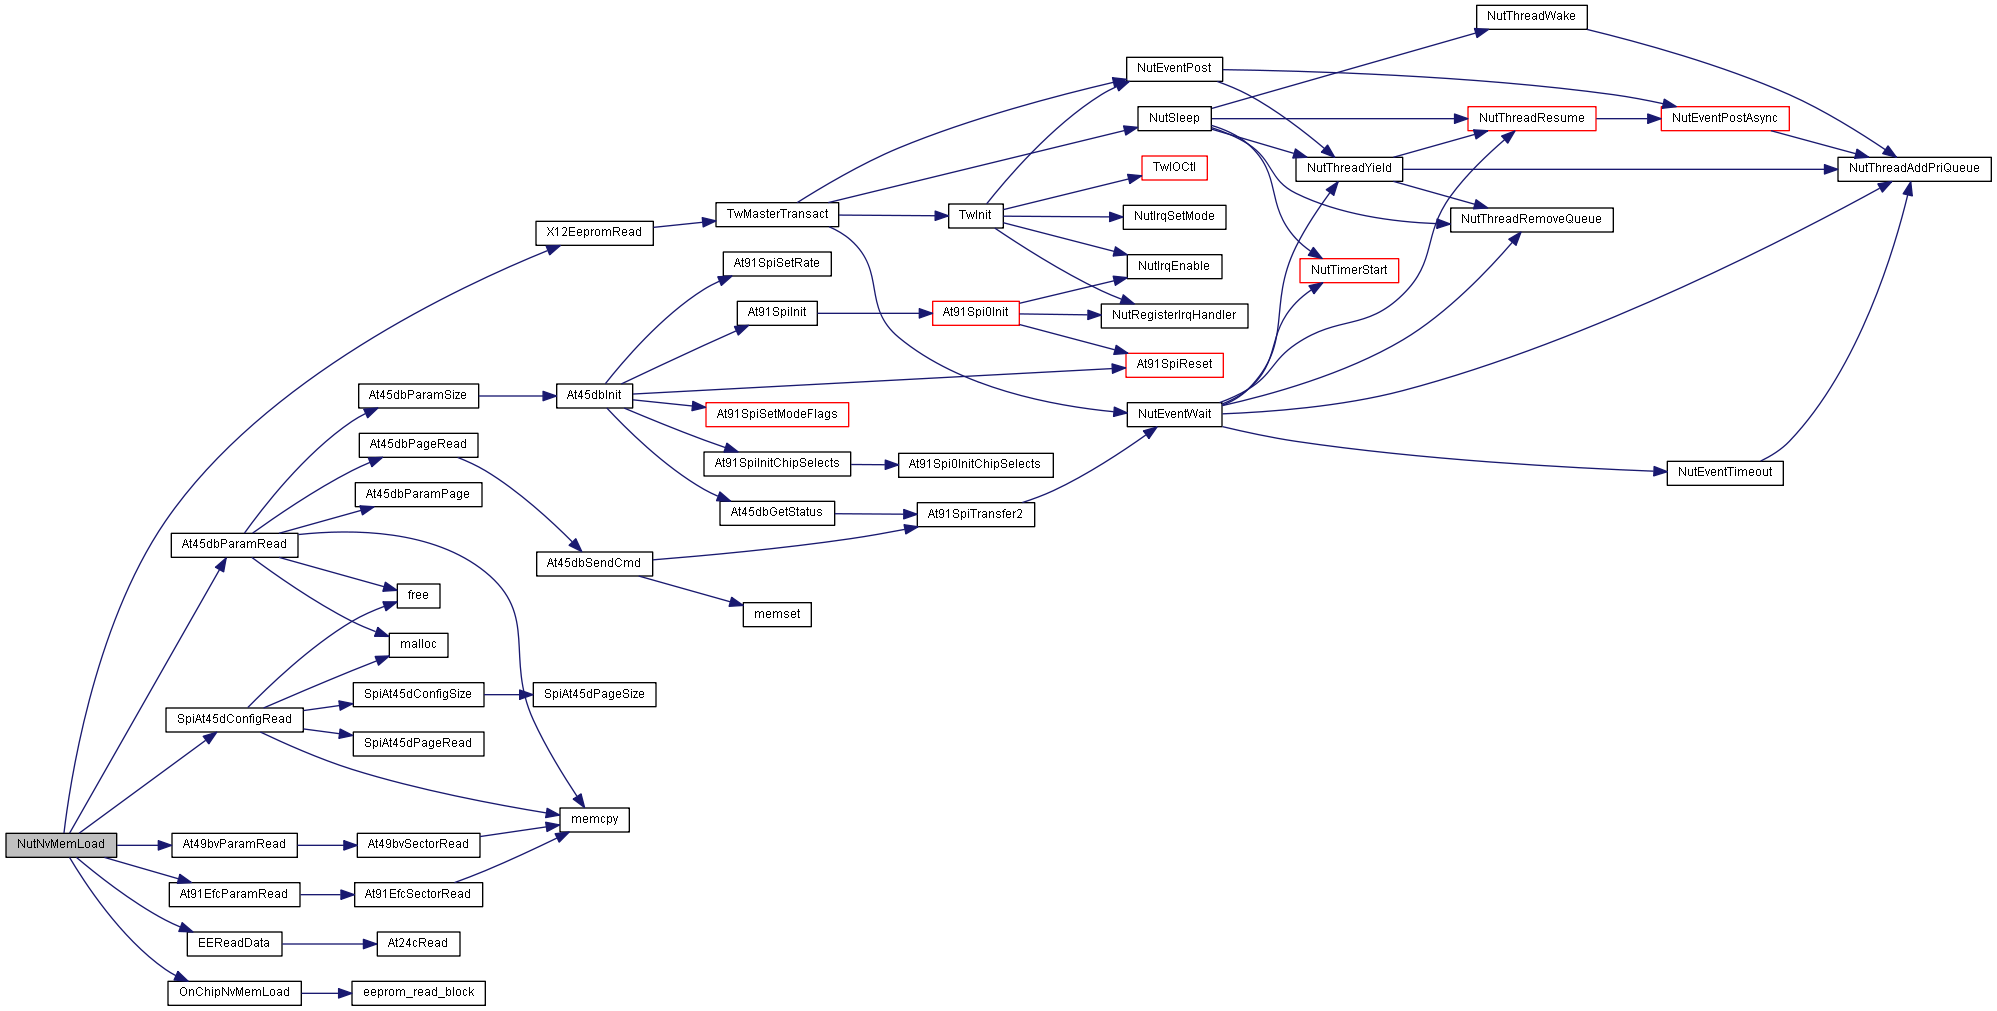 NutThreadWake
NutEventPost
NutSleep
NutThreadResume
NutEventPostAsync
TwIOCtl
NutThreadYield
NutThreadAddPriQueue
TwMasterTransact
TwInit
NutIrqSetMode
NutThreadRemoveQueue
X12EepromRead
At91SpiSetRate
NutIrqEnable
NutTimerStart
At91SpiInit
At91Spi0Init
NutRegisterIrqHandler
At91SpiReset
At45dbParamSize
At45dbInit
At91SpiSetModeFlags
NutEventWait
At45dbPageRead
At91SpiInitChipSelects
At91Spi0InitChipSelects
NutEventTimeout
At45dbParamPage
At45dbGetStatus
At91SpiTransfer2
At45dbParamRead
At45dbSendCmd
free
memset
malloc
SpiAt45dConfigSize
SpiAt45dPageSize
SpiAt45dConfigRead
SpiAt45dPageRead
memcpy
NutNvMemLoad
At49bvParamRead
At49bvSectorRead
At91EfcParamRead
At91EfcSectorRead
EEReadData
At24cRead
OnChipNvMemLoad
eeprom_read_block